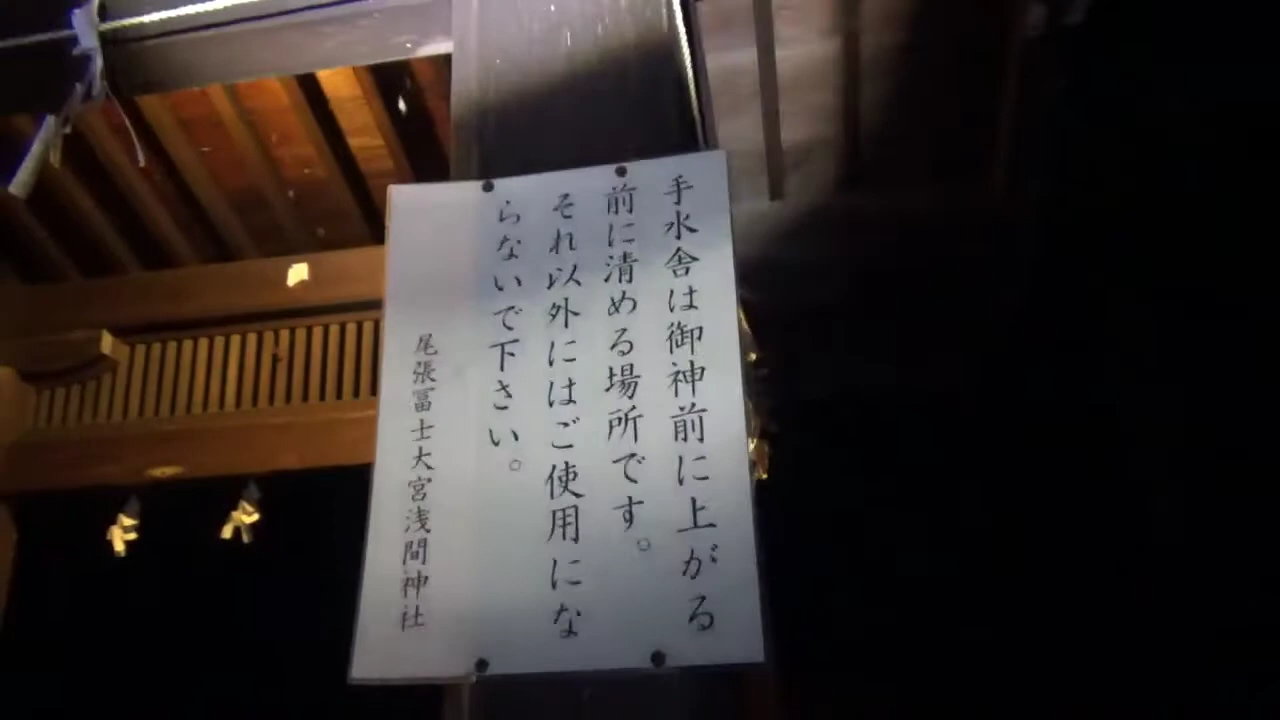 手水舎は御神前に上がる
前に清める場所です。
それ以外にはご使用にな
らないで下さい。
尾張冨士大宮浅間神社